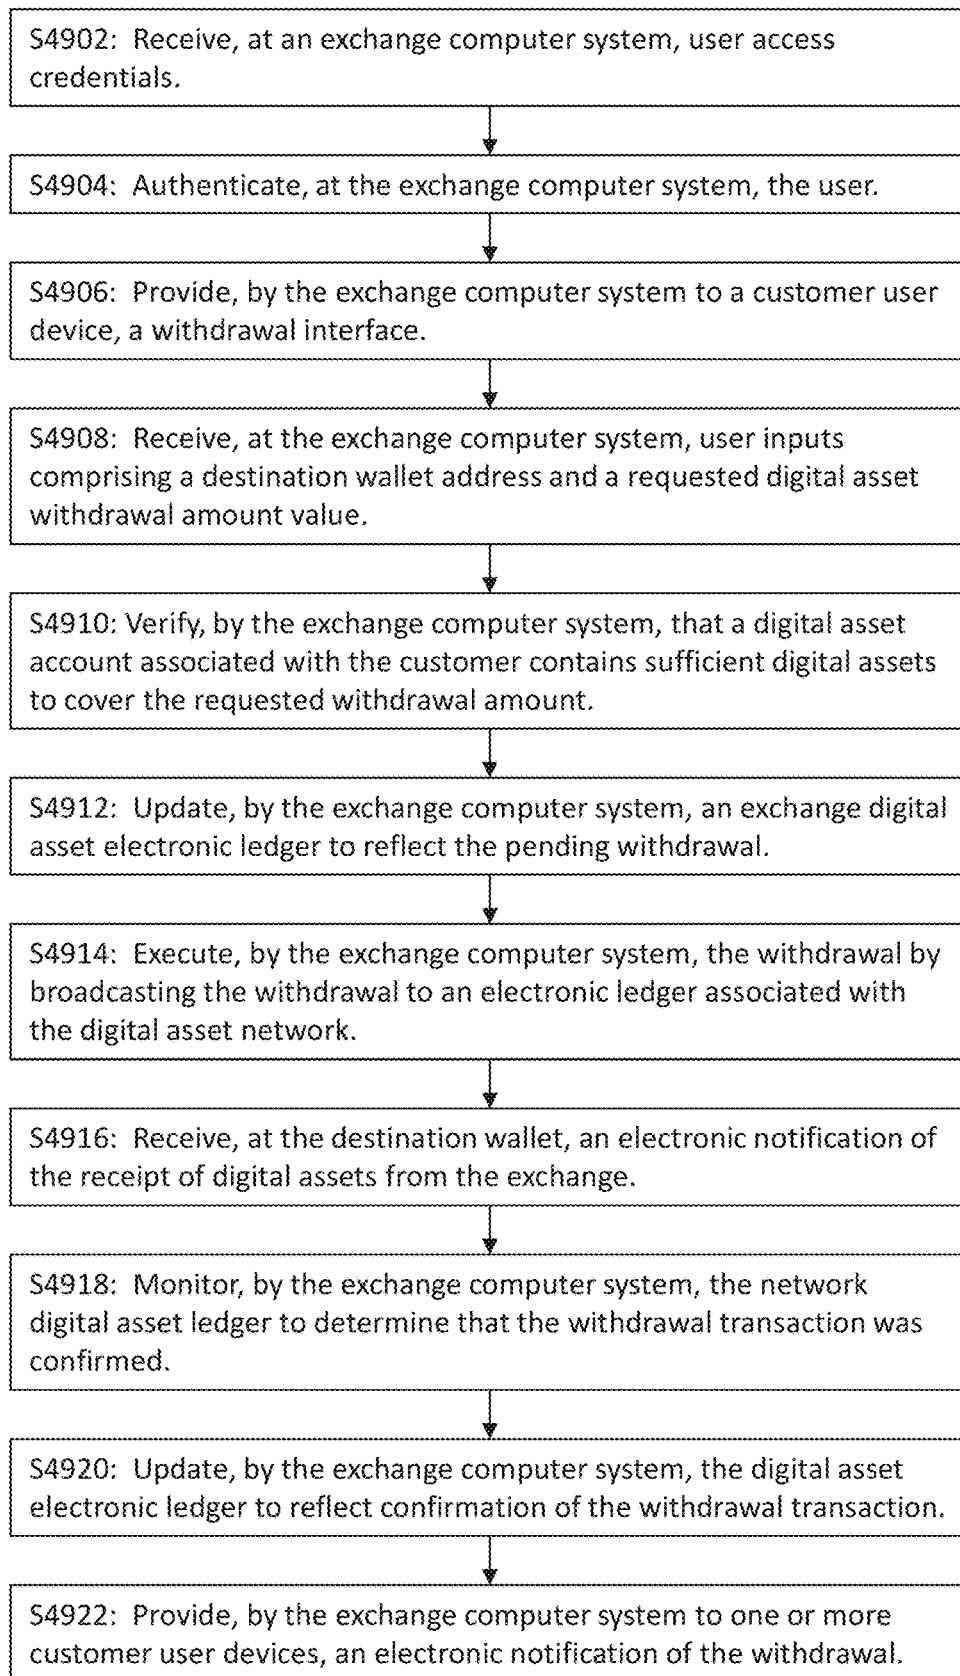 S4902: Receive, at an exchange computer system, user access
credentials.
S4904: Authenticate, at the exchange computer system, the user.
S4906: Provide, by the exchange computer system to a customer user
device, a withdrawal interface.
S4908: Receive, at the exchange computer system, user inputs
comprising a destination wallet address and a requested digital asset
withdrawal amount value.
S4910: Verify, by the exchange computer system, that a digital asset
account associated with the customer contains sufficient digital assets
to cover the requested withdrawal amount.
S4912: Update, by the exchange computer system, an exchange digital
asset electronic ledger to reflect the pending withdrawal.
S4914: Execute, by the exchange computer system, the withdrawal by
broadcasting the withdrawal to an electronic ledger associated with
the digital asset network.
S4916: Receive, at the destination wallet, an electronic notification of
the receipt of digital assets from the exchange.
S4918: Monitor, by the exchange computer system, the network
digital asset ledger to determine that the withdrawal transaction was
confirmed.
S4920: Update, by the exchange computer system, the digital asset
electronic ledger to reflect confirmation of the withdrawal transaction.
S4922: Provide, by the exchange computer system to one or more
customer user devices, an electronic notification of the withdrawal.